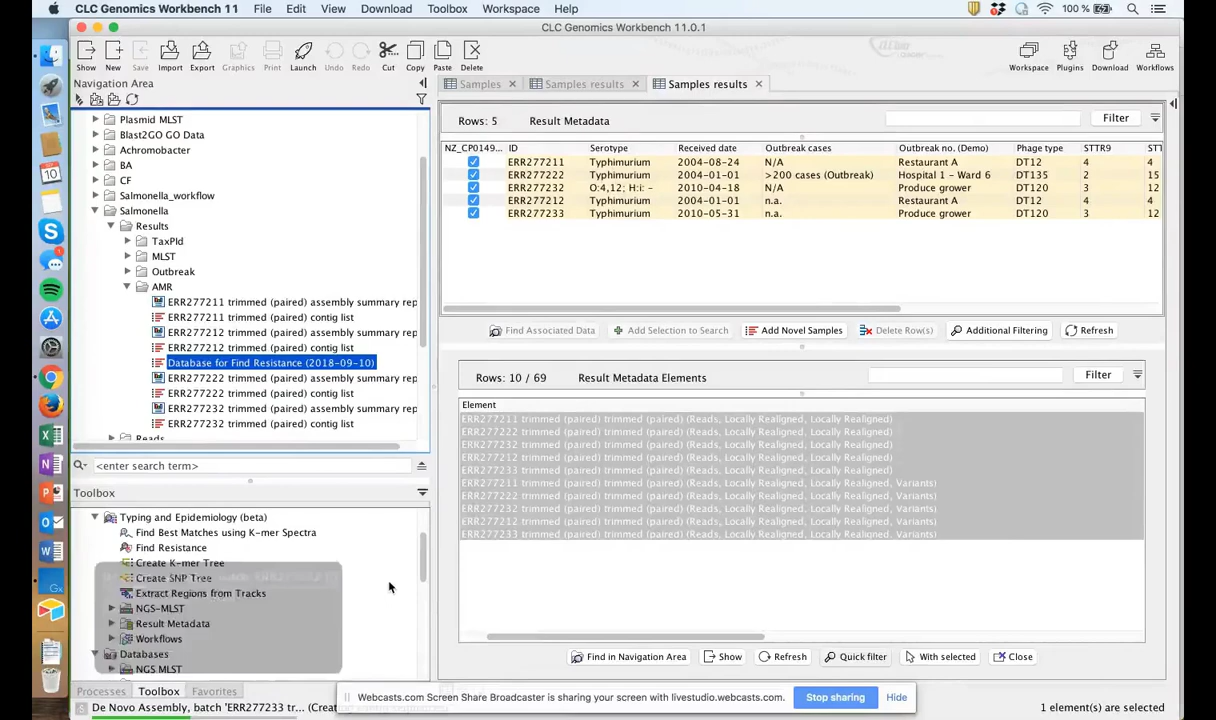 CLC Genomics Workbench 11 File Edit View Download Toolbox Workspace Help 100 %
CLC Genomics Workbench 11.0.1
Show New Save Import Export Graphics Print Launch Undo Redo Cut Copy Paste Delete Workspace Plugins Download Workflows
Navigation Area
Samples Samples results Samples results
Plasmid MLST
Blast2GO GO Data
Achromobacter
BA
CF
Salmonella_workflow
Salmonella
Results
TaxPId
MLST
Outbreak
AMR
ERR277211 trimmed (paired) assembly summary rep
ERR277211 trimmed (paired) contig list
ERR277212 trimmed (paired) assembly summary rep
ERR277212 trimmed (paired) contig list
Database for Find Resistance (2018-09-10)
ERR277222 trimmed (paired) assembly summary rep
ERR277222 trimmed (paired) contig list
ERR277232 trimmed (paired) assembly summary rep
ERR277232 trimmed (paired) contig list
Reads
<enter search term>
Toolbox
Typing and Epidemiology (beta)
Find Best Matches using K-mer Spectra
Find Resistance
Create K-mer Tree
Create SNP Tree
Extract Regions from Tracks
NGS-MLST
Result Metadata
Workflows
Databases
NGS MLST
Processes Toolbox Favorites
Rows: 5 Result Metadata Filter
NZ_CP0149... ID Serotype Received date Outbreak cases Outbreak no. (Demo) Phage type STTR9 STT
ERR277211 Typhimurium 2004-08-24 N/A Restaurant A DT12 4 4
ERR277222 Typhimurium 2004-01-01 >200 cases (Outbreak) Hospital 1 - Ward 6 DT135 2 15
ERR277232 O:4,12; H:i: - 2010-04-18 N/A Produce grower DT120 3 12
ERR277212 Typhimurium 2004-01-01 n.a. Restaurant A DT12 4 4
ERR277233 Typhimurium 2010-05-31 n.a. Produce grower DT120 3 12
Find Associated Data Add Selection to Search Add Novel Samples Delete Row(s) Additional Filtering Refresh
Rows: 10 / 69 Result Metadata Elements Filter
Element
ERR277211 trimmed (paired) trimmed (paired) (Reads, Locally Realigned, Locally Realigned)
ERR277222 trimmed (paired) trimmed (paired) (Reads, Locally Realigned, Locally Realigned)
ERR277232 trimmed (paired) trimmed (paired) (Reads, Locally Realigned, Locally Realigned)
ERR277212 trimmed (paired) trimmed (paired) (Reads, Locally Realigned, Locally Realigned)
ERR277233 trimmed (paired) trimmed (paired) (Reads, Locally Realigned, Locally Realigned)
ERR277211 trimmed (paired) trimmed (paired) (Reads, Locally Realigned, Locally Realigned, Variants)
ERR277222 trimmed (paired) trimmed (paired) (Reads, Locally Realigned, Locally Realigned, Variants)
ERR277232 trimmed (paired) trimmed (paired) (Reads, Locally Realigned, Locally Realigned, Variants)
ERR277212 trimmed (paired) trimmed (paired) (Reads, Locally Realigned, Locally Realigned, Variants)
ERR277233 trimmed (paired) trimmed (paired) (Reads, Locally Realigned, Locally Realigned, Variants)
Find in Navigation Area Show Refresh Quick filter With selected Close
Webcasts.com Screen Share Broadcaster is sharing your screen with livestudio.webcasts.com. Stop sharing Hide
De Novo Assembly, batch 'ERR277233 tr... (Crea 1 element(s) are selected